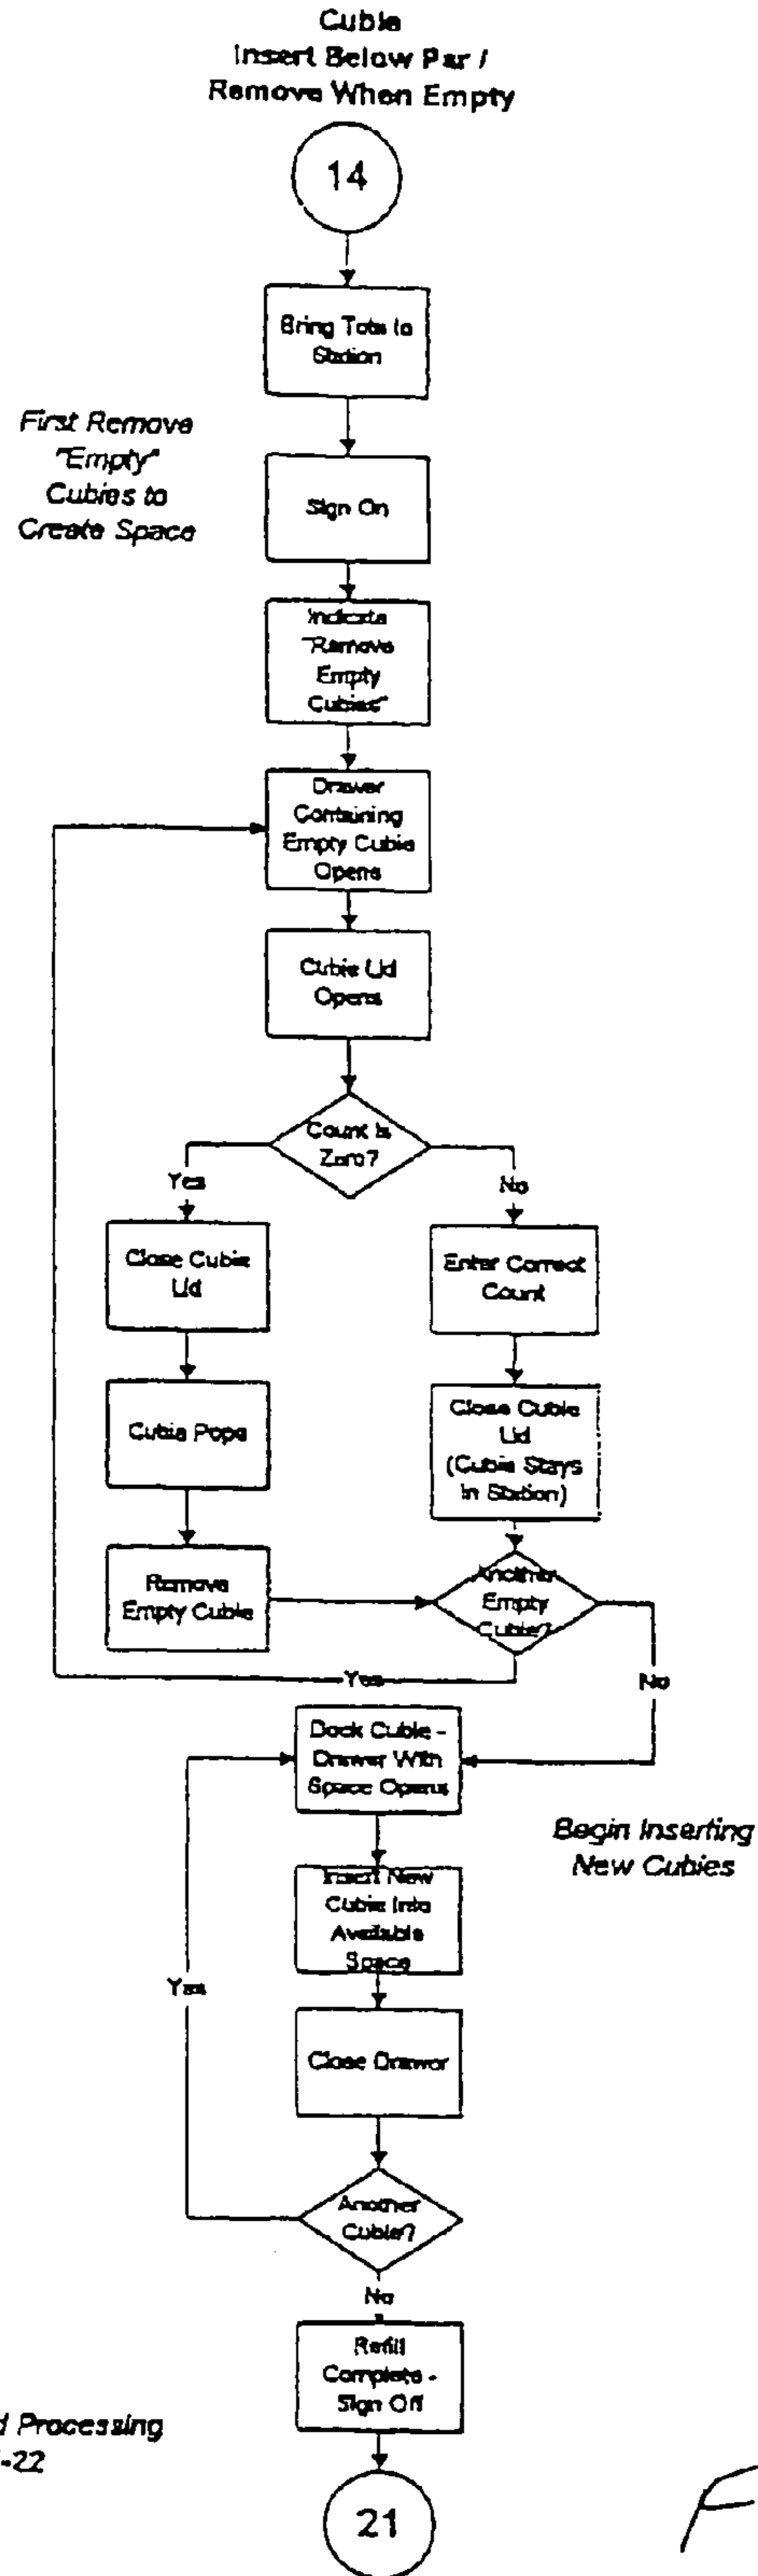 Cubie
Insert Below Par /
Remove When Empty
14
Bring Tote to
Station
First Remove
"Empty"
Cubies to
Create Space
Sign On
Indicate
"Remove
Empty
Cubies"
Drawer
Containing
Empty Cubie
Opens
Cubie Lid
Opens
Count is
Zero?
Yes
No
Close Cubie
Lid
Enter Correct
Count
Cubie Pops
Close Cubie
Lid
(Cubie Stays
in Station)
Remove
Empty Cubie
Another
Empty
Cubie?
Yes
No
Dock Cubie -
Drawer With
Space Opens
Begin Inserting
New Cubies
Insert New
Cubie Into
Available
Space
Yes
Close Drawer
Another
Cubie?
No
Refill
Complete -
Sign Off
Processing
-22
21
F